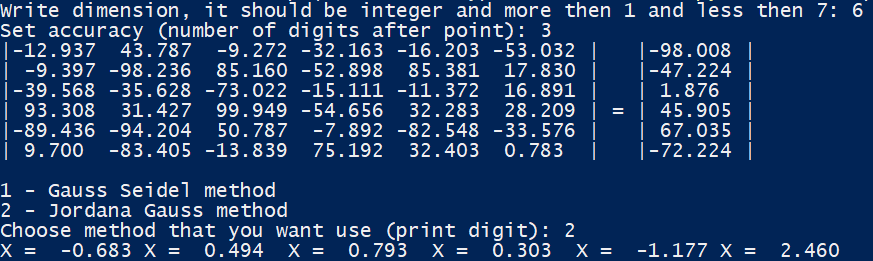 Write dimension, it should be integer and more then 1 and less then 7: 6
Set accuracy (number of digits after point): 3
|-12.937 43.787 -9.272 -32.163 -16.203 -53.032 | |-98.008 |
| -9.397 -98.236 85.160 -52.898 85.381 17.830 | |-47.224 |
|-39.568 -35.628 -73.022 -15.111 -11.372 16.891 | | 1.876 |
| 93.308 31.427 99.949 -54.656 32.283 28.209 | = | 45.905 |
|-89.436 -94.204 50.787 -7.892 -82.548 -33.576 | | 67.035 |
| 9.700 -83.405 -13.839 75.192 32.403 0.783 | |-72.224 |
1 - Gauss Seidel method
2 - Jordana Gauss method
Choose method that you want use (print digit): 2
X = -0.683 X = 0.494 X = 0.793 X = 0.303 X = -1.177 X = 2.460